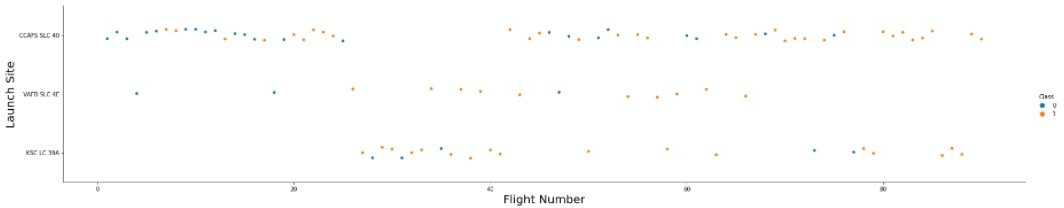 CCAFS SLC 40
VAFB SLC 4E
KSC LC 39A
Launch Site
0
20
40
60
80
Flight Number
Class
0
1